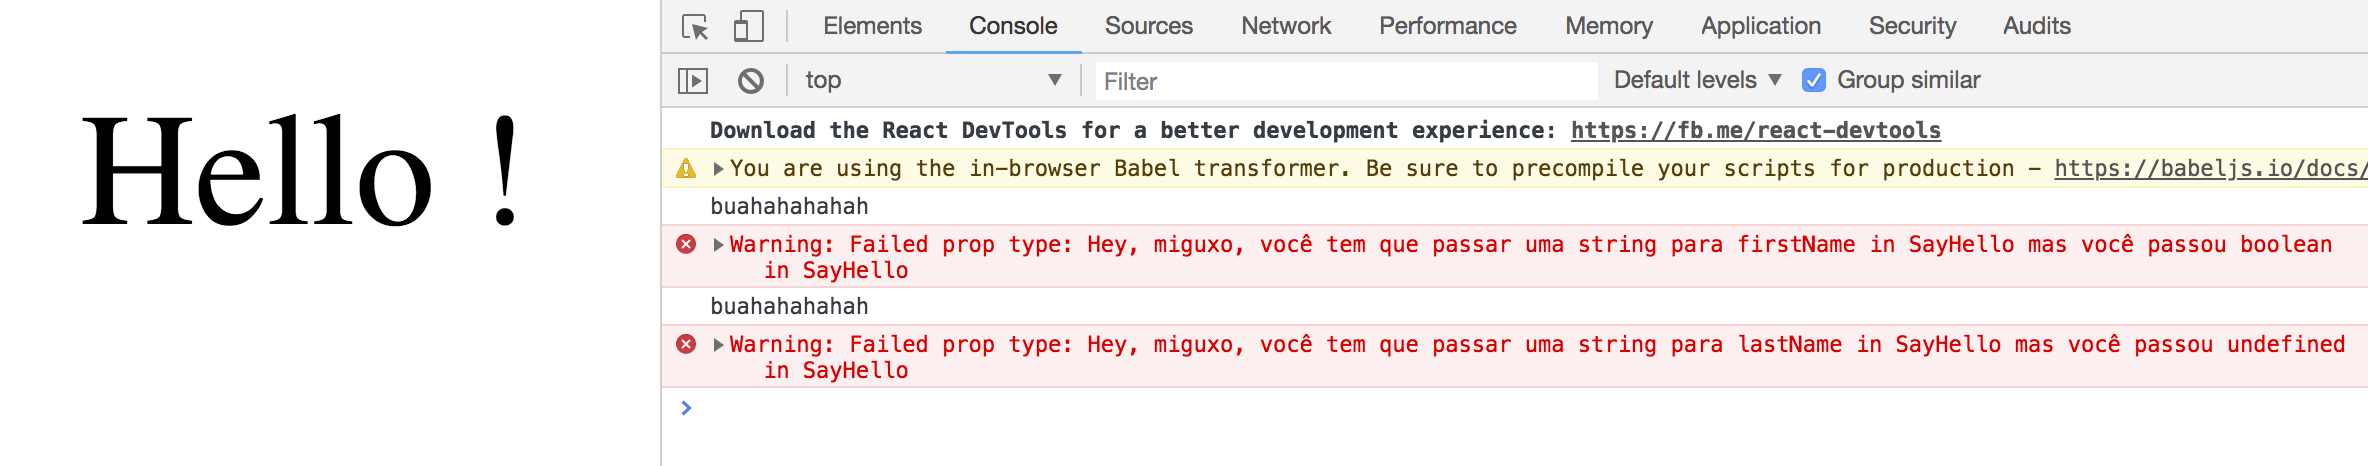 Hello !
Elements Console Sources Network Performance Memory Application Security Audits
top Filter Default levels Group similar
Download the React DevTools for a better development experience: https://fb.me/react-devtools
You are using the in-browser Babel transformer. Be sure to precompile your scripts for production - https://babeljs.io/docs/
buahahahahah
Warning: Failed prop type: Hey, miguxo, você tem que passar uma string para firstName in SayHello mas você passou boolean
in SayHello
buahahahahah
Warning: Failed prop type: Hey, miguxo, você tem que passar uma string para lastName in SayHello mas você passou undefined
in SayHello